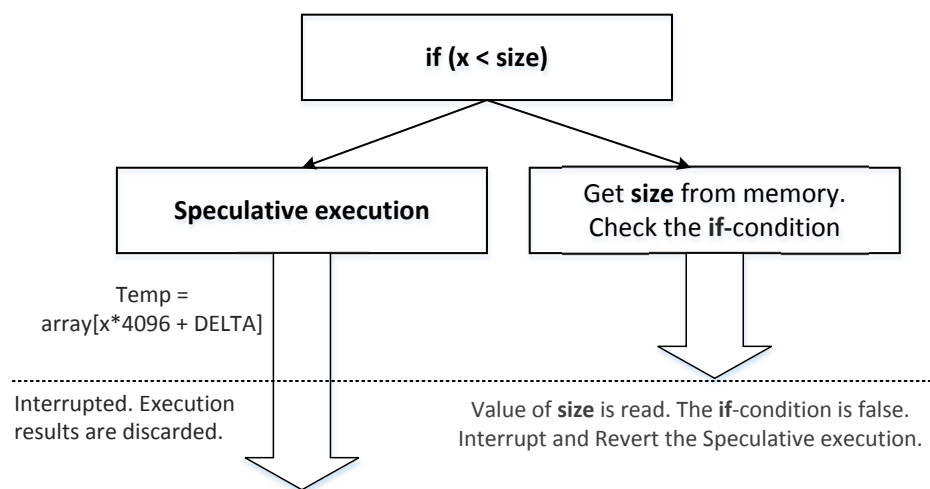 if (x < size)
Speculative execution
Get size from memory.
Check the if-condition
Temp =
array[x*4096 + DELTA]
Interrupted. Execution
results are discarded.
Value of size is read. The if-condition is false.
Interrupt and Revert the Speculative execution.